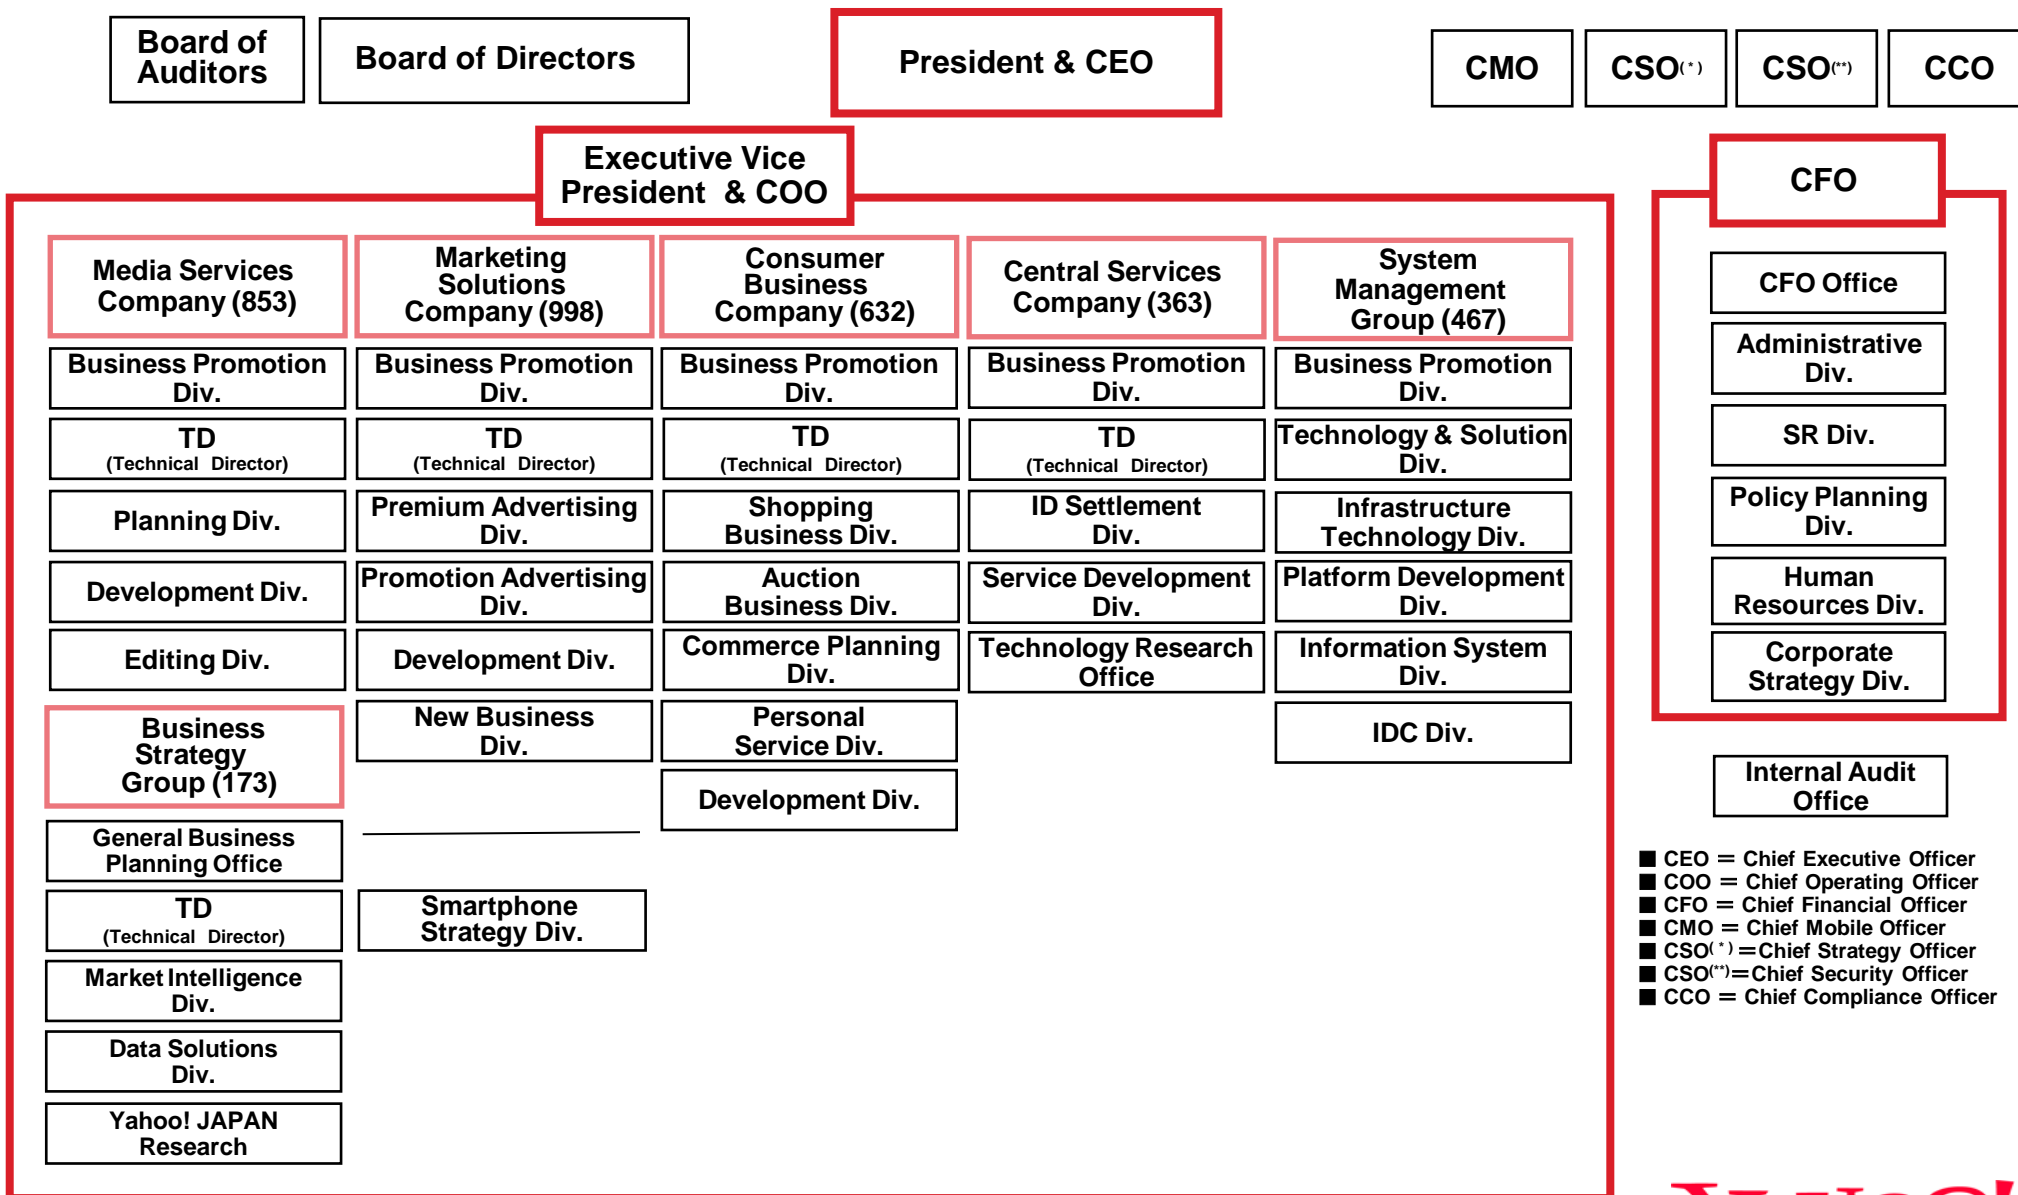 Board of
Auditors
Board of Directors
President & CEO
CMO
CSO(*)
CSO(**)
CCO
Executive Vice
President & COO
CFO
Media Services
Company (853)
Business Promotion
Div.
TD
(Technical Director)
Planning Div.
Development Div.
Editing Div.
Business
Strategy
Group (173)
General Business
Planning Office
TD
(Technical Director)
Market Intelligence
Div.
Data Solutions
Div.
Yahoo! JAPAN
Research
Marketing
Solutions
Company (998)
Business Promotion
Div.
TD
(Technical Director)
Premium Advertising
Div.
Promotion Advertising
Div.
Development Div.
New Business
Div.
Smartphone
Strategy Div.
Consumer
Business
Company (632)
Business Promotion
Div.
TD
(Technical Director)
Shopping
Business Div.
Auction
Business Div.
Commerce Planning
Div.
Personal
Service Div.
Development Div.
Central Services
Company (363)
Business Promotion
Div.
TD
(Technical Director)
ID Settlement
Div.
Service Development
Div.
Technology Research
Office
System
Management
Group (467)
Business Promotion
Div.
Technology & Solution
Div.
Infrastructure
Technology Div.
Platform Development
Div.
Information System
Div.
IDC Div.
CFO Office
Administrative
Div.
SR Div.
Policy Planning
Div.
Human
Resources Div.
Corporate
Strategy Div.
Internal Audit
Office
■ CEO = Chief Executive Officer
■ COO = Chief Operating Officer
■ CFO = Chief Financial Officer
■ CMO = Chief Mobile Officer
■ CSO(*)=Chief Strategy Officer
■ CSO(**)=Chief Security Officer
■ CCO = Chief Compliance Officer